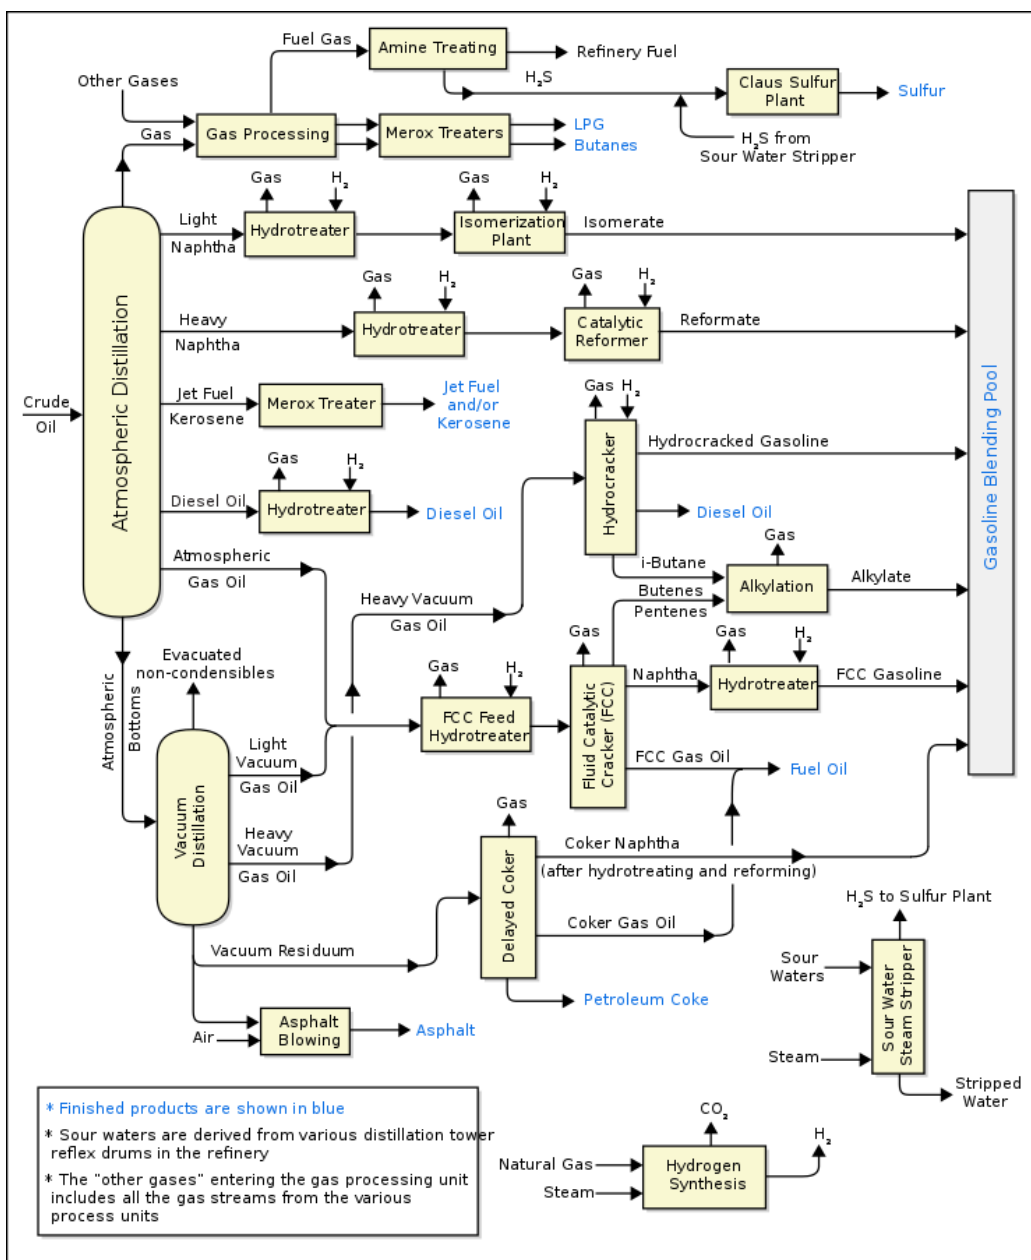 Fuel Gas
Amine Treating
Refinery Fuel
H₂S
Other Gases
Claus Sulfur
Plant
Sulfur
Gas
Gas Processing
Merox Treaters
LPG
Butanes
H₂S from
Sour Water Stripper
Gas
H₂
Gas
H₂
Light
Naphtha
Hydrotreater
Isomerization
Plant
Isomerate
Gas
H₂
Gas
H₂
Heavy
Naphtha
Hydrotreater
Catalytic
Reformer
Reformate
Crude
Oil
Atmospheric Distillation
Jet Fuel
Kerosene
Merox Treater
Jet Fuel
and/or
Kerosene
Gas
H₂
Hydrocracker
Hydrocracked Gasoline
Gasoline Blending Pool
Gas
H₂
Diesel Oil
Hydrotreater
Diesel Oil
Diesel Oil
Atmospheric
Gas Oil
i-Butane
Gas
Butenes
Pentenes
Alkylation
Alkylate
Heavy Vacuum
Gas Oil
Atmospheric
Bottoms
Evacuated
non-condensibles
Gas
H₂
FCC Feed
Hydrotreater
Gas
Fluid Catalytic
Cracker (FCC)
Naphtha
Gas
H₂
Hydrotreater
FCC Gasoline
Light
Vacuum
Gas Oil
FCC Gas Oil
Fuel Oil
Vacuum
Distillation
Heavy
Vacuum
Gas Oil
Gas
Delayed Coker
Coker Naphtha
(after hydrotreating and reforming)
Coker Gas Oil
Vacuum Residuum
Petroleum Coke
Air
Asphalt
Blowing
Asphalt
H₂S to Sulfur Plant
Sour
Waters
Sour Water
Steam Stripper
Steam
Stripped
Water
* Finished products are shown in blue
* Sour waters are derived from various distillation tower
reflex drums in the refinery
* The "other gases" entering the gas processing unit
includes all the gas streams from the various
process units
CO₂
H₂
Natural Gas
Steam
Hydrogen
Synthesis